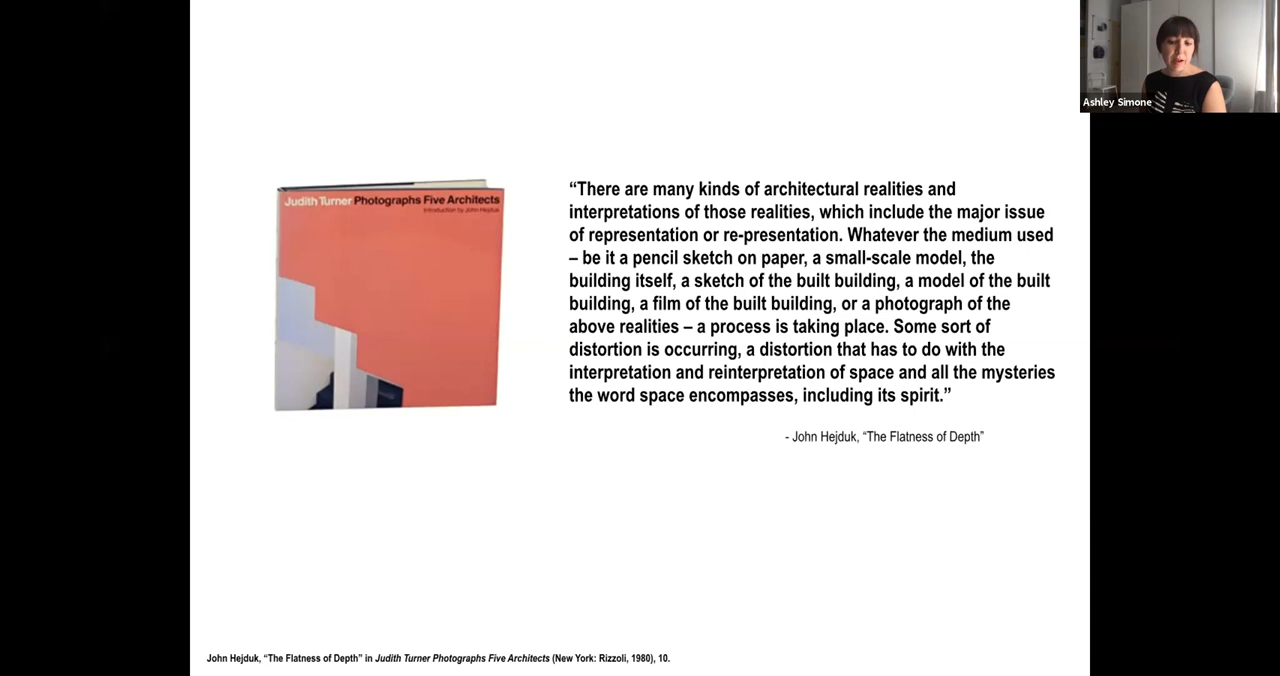 Ashley Simone
Judith Turner Photographs Five Architects
Introduction by John Hejduk
“There are many kinds of architectural realities and
interpretations of those realities, which include the major issue
of representation or re-presentation. Whatever the medium used
– be it a pencil sketch on paper, a small-scale model, the
building itself, a sketch of the built building, a model of the built
building, a film of the built building, or a photograph of the
above realities – a process is taking place. Some sort of
distortion is occurring, a distortion that has to do with the
interpretation and reinterpretation of space and all the mysteries
the word space encompasses, including its spirit.”
- John Hejduk, “The Flatness of Depth”
John Hejduk, “The Flatness of Depth” in Judith Turner Photographs Five Architects (New York: Rizzoli, 1980), 10.